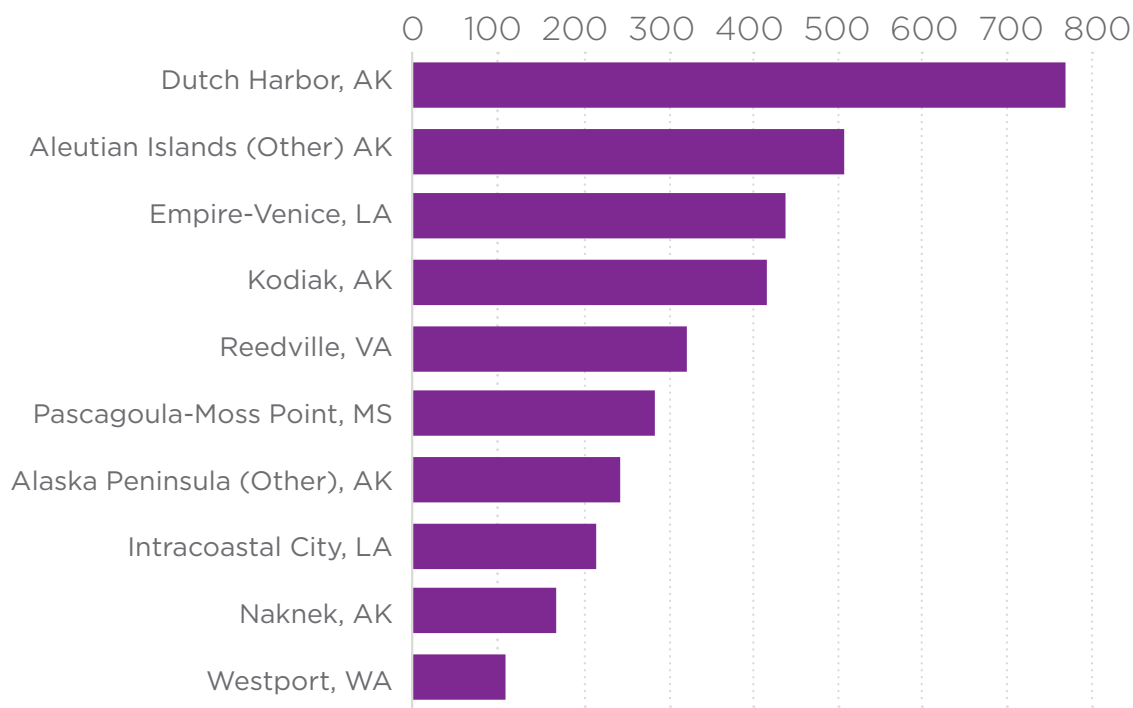 0 100 200 300 400 500 600 700 800
Dutch Harbor, AK
Aleutian Islands (Other) AK
Empire-Venice, LA
Kodiak, AK
Reedville, VA
Pascagoula-Moss Point, MS
Alaska Peninsula (Other), AK
Intracoastal City, LA
Naknek, AK
Westport, WA